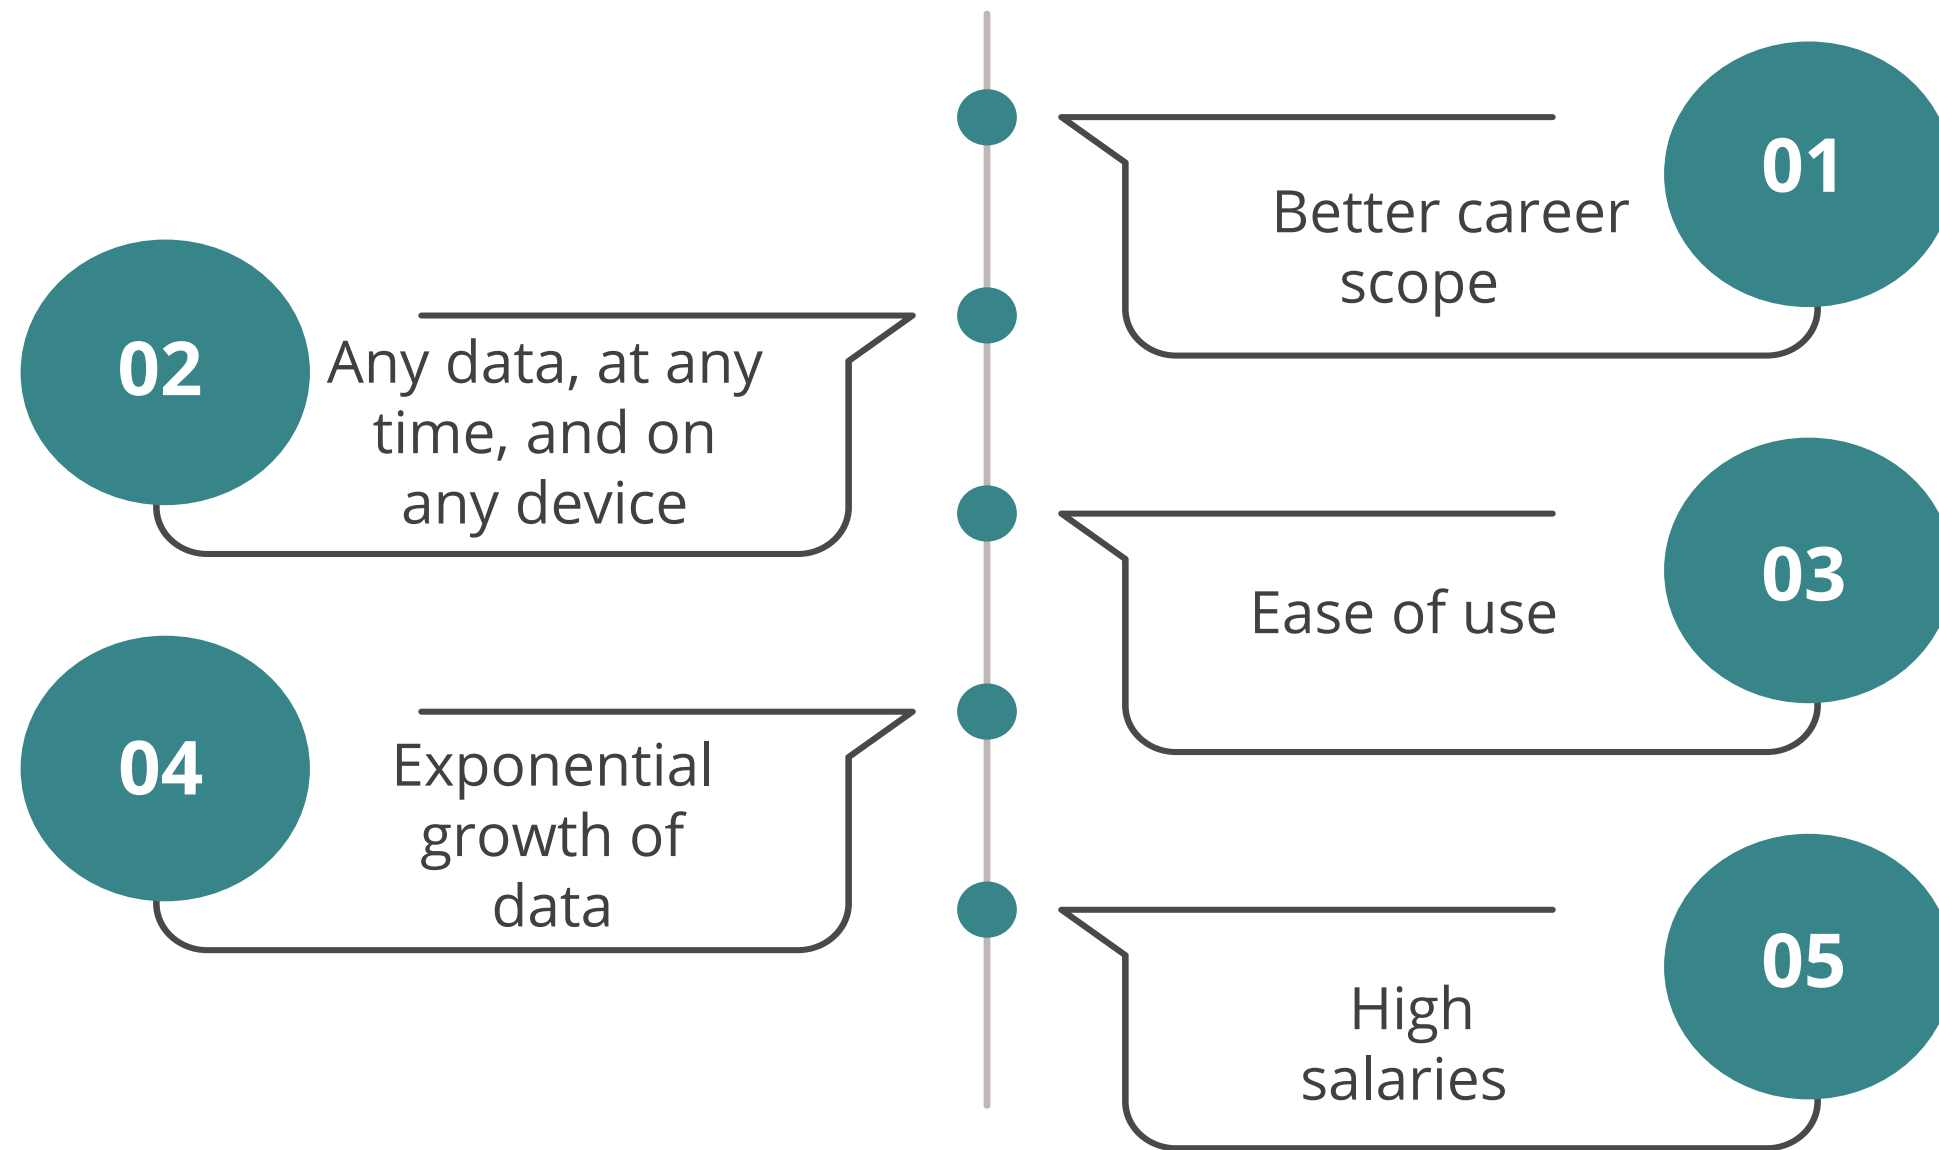 01
Better career
scope
02
Any data, at any
time, and on
any device
03
Ease of use
04
Exponential
growth of
data
05
High
salaries